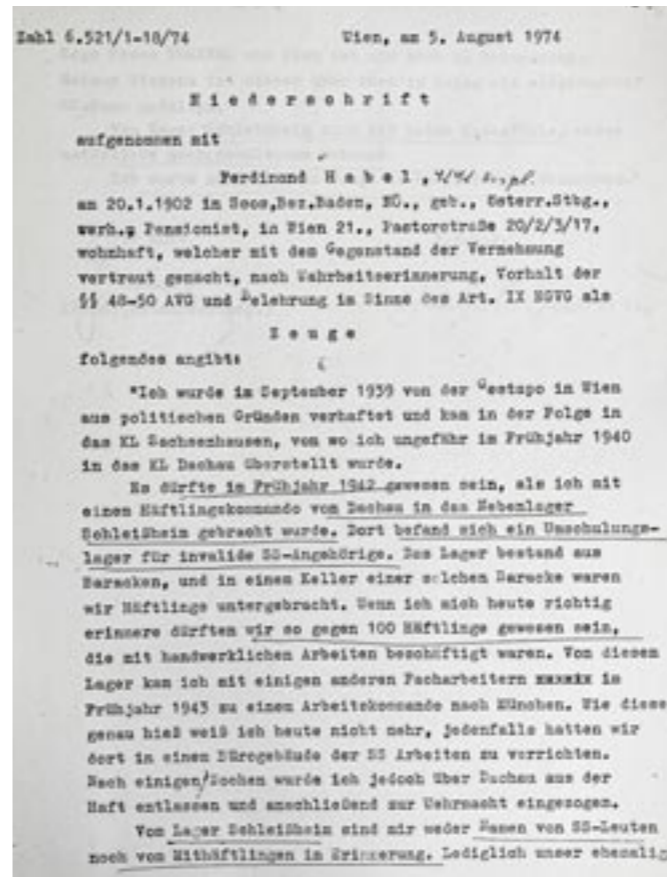 Zahl 6.521/1-18/74 Wien, am 5. August 1974
Niederschrift
aufgenommen mit
Ferdinand Habel,
am 20.1.1902 in Soos,Bez.Baden, NÖ., geb., österr.Stbg.,
verh., Pensionist, in Wien 21., Pastorstraße 20/2/3/17,
wohnhaft, welcher mit dem Gegenstand der Vernehmung
vertraut gemacht, nach Wahrheitserinnerung, Vorhalt der
§§ 48-50 AVG und Belehrung im Sinne des Art. IX EGVG als
Zeuge
folgendes angibt:
"Ich wurde im September 1939 von der Gestapo in Wien
aus politischen Gründen verhaftet und kam in der Folge in
das KL Sachsenhausen, von wo ich ungefähr im Frühjahr 1940
in das KL Dachau überstellt wurde.
Es dürfte im Frühjahr 1942 gewesen sein, als ich mit
einem Häftlingskommando vom Dachau in das Nebenlager
Schleißheim gebracht wurde. Dort befand sich ein Umschulungs-
lager für invalide SS-Angehörige. Das Lager bestand aus
Baracken, und in einem Keller einer solchen Baracke waren
wir Häftlinge untergebracht. Wenn ich mich heute richtig
erinnere dürften wir so gegen 100 Häftlinge gewesen sein,
die mit handwerklichen Arbeiten beschäftigt waren. Von diesem
Lager kam ich mit einigen anderen Facharbeitern im
Frühjahr 1943 zu einem Arbeitskommando nach München. Wie diese
genau hieß weiß ich heute nicht mehr, jedenfalls hatten wir
dort in einem Bürogebäude der SS Arbeiten zu verrichten.
Nach einigen Wochen wurde ich jedoch über Dachau aus der
Haft entlassen und anschließend zur Wehrmacht eingezogen.
Vom Lager Schleißheim sind mir weder Namen von SS-Leuten
noch vom Mithäftlingen in Erinnerung. Lediglich unser ehemalig